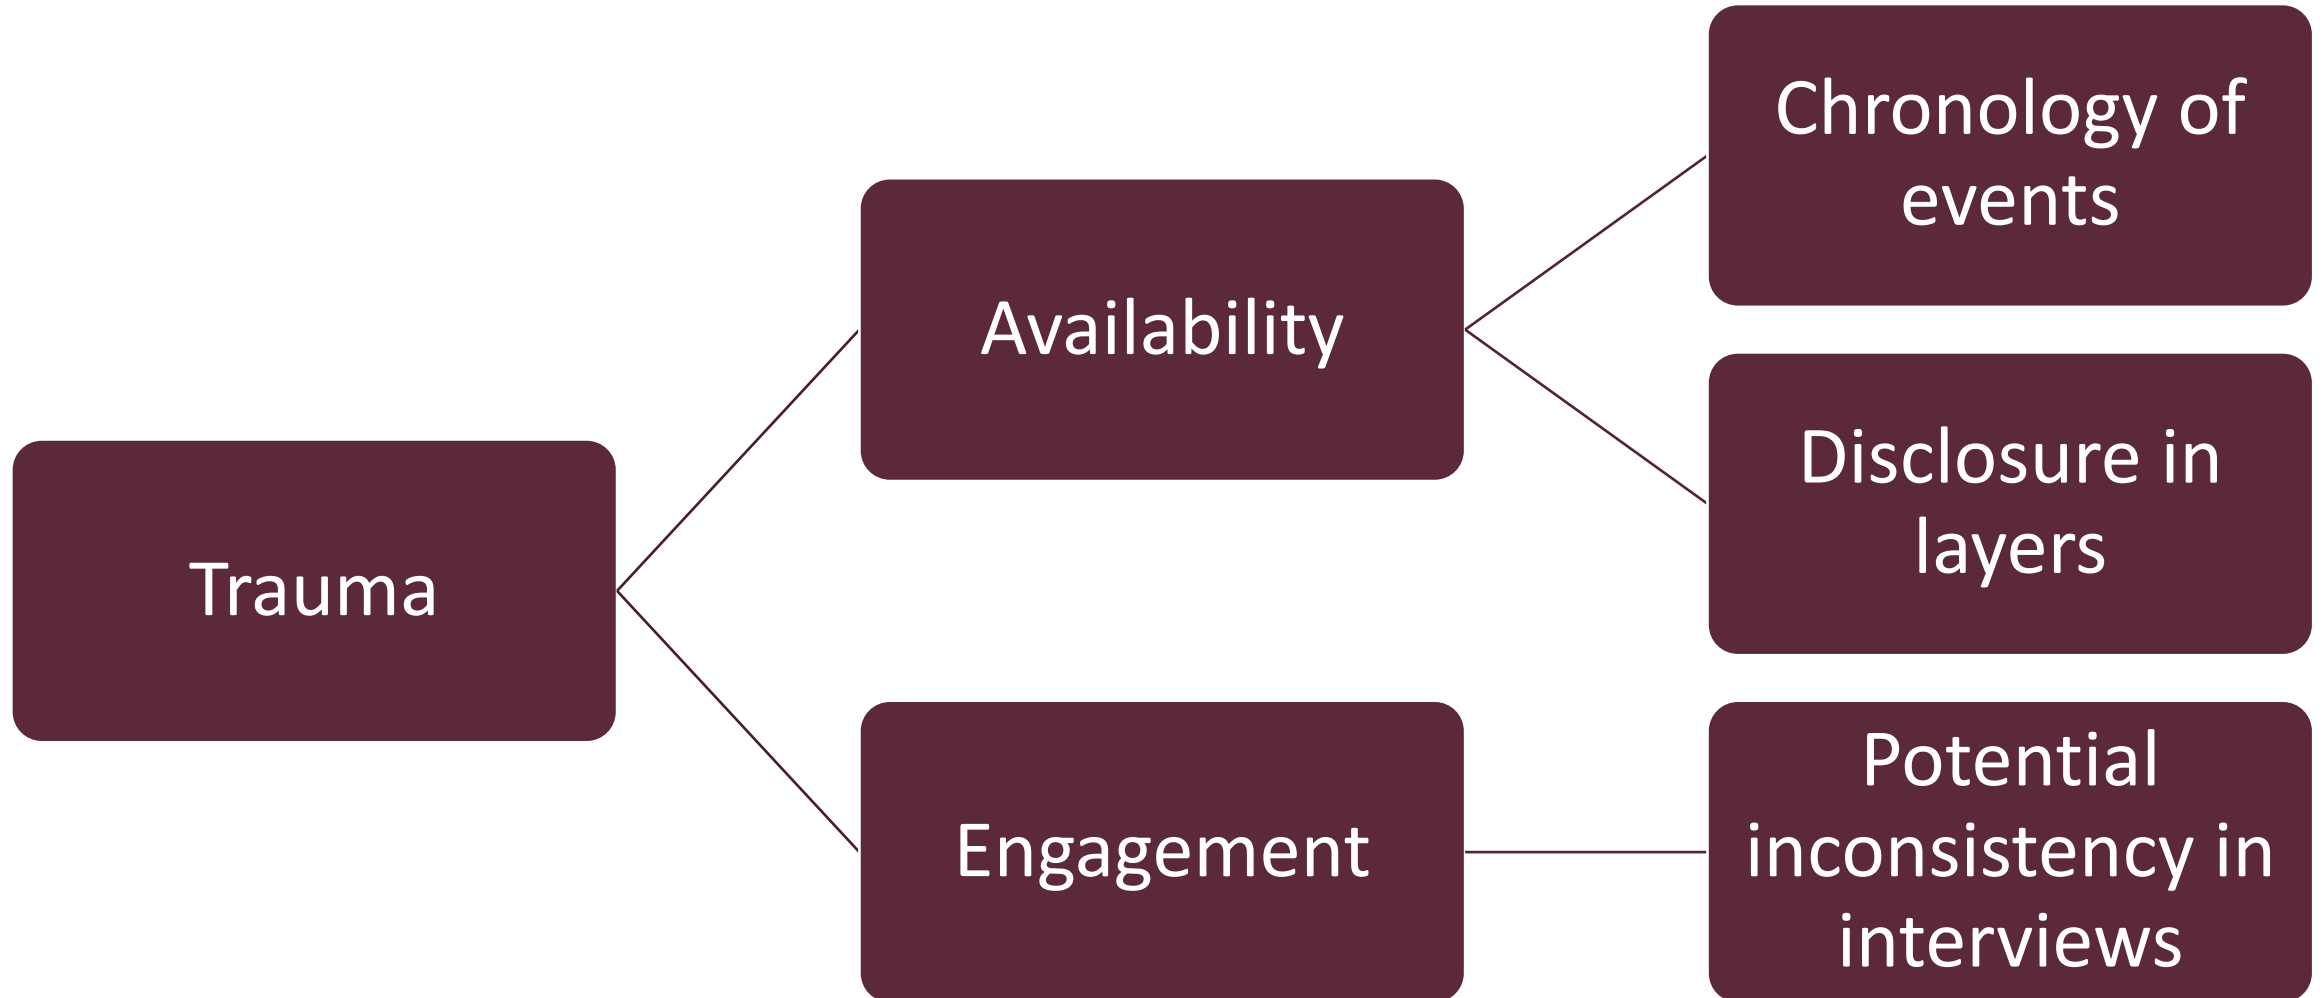 Trauma
Availability
Chronology of
events
Disclosure in
layers
Engagement
Potential
inconsistency in
interviews